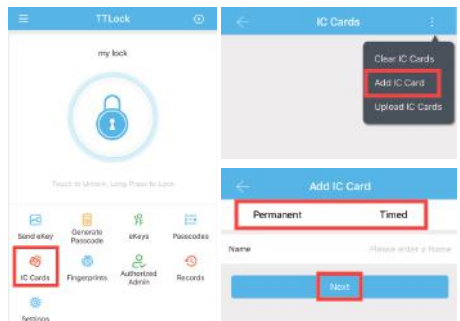 TTLock
my lock
Touch to Unlock, Long Press to Lock
Send eKey
Generate Passcode
eKeys
Passcodes
IC Cards
Fingerprints
Authorized Admin
Records
Settings
IC Cards
Clear IC Cards
Add IC Card
Upload IC Cards
Add IC Card
Permanent
Timed
Name
Please enter a Name
Next